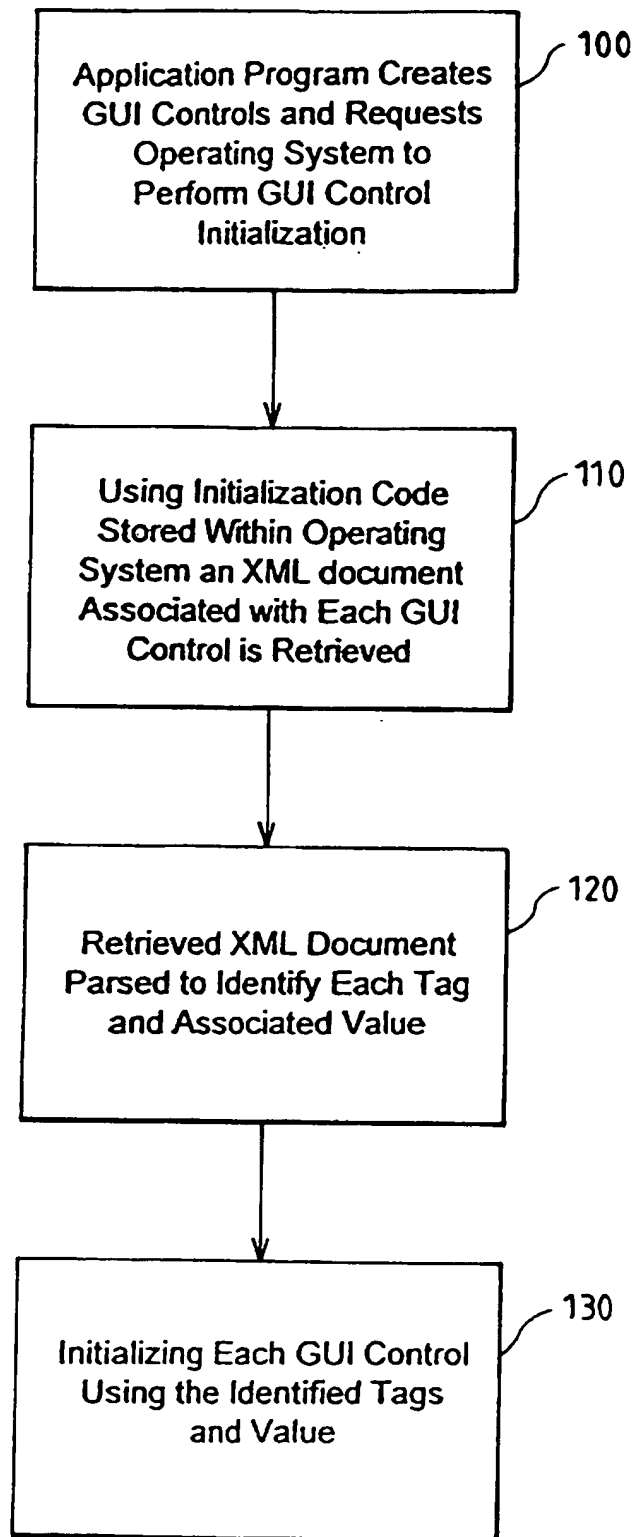 100
Application Program Creates
GUI Controls and Requests
Operating System to
Perform GUI Control
Initialization
110
Using Initialization Code
Stored Within Operating
System an XML document
Associated with Each GUI
Control is Retrieved
120
Retrieved XML Document
Parsed to Identify Each Tag
and Associated Value
130
Initializing Each GUI Control
Using the Identified Tags
and Value